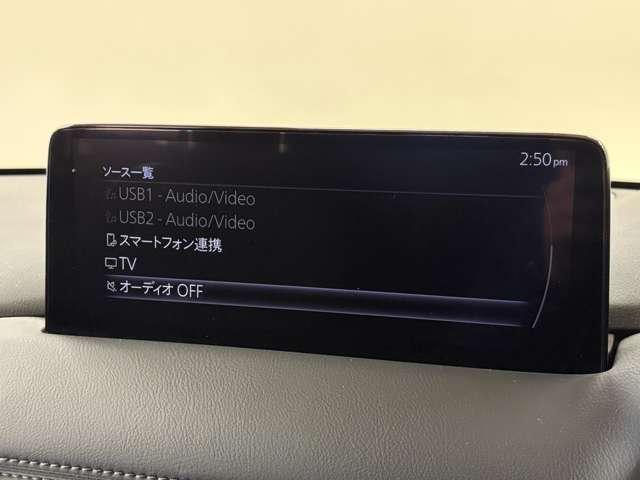 2:50pm
ソース一覧
USB1 - Audio/Video
USB2 - Audio/Video
スマートフォン連携
TV
オーディオ OFF